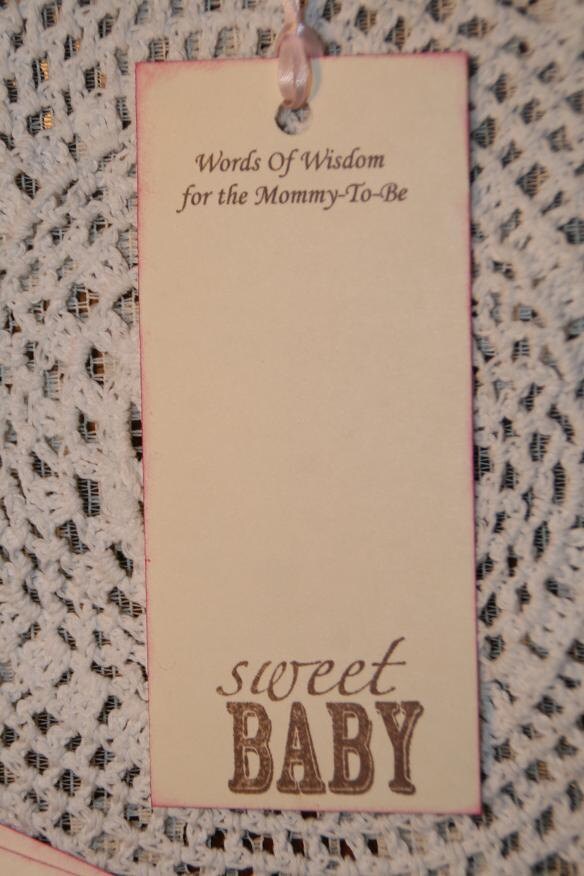 Words Of Wisdom
for the Mommy-To-Be
sweet
BABY